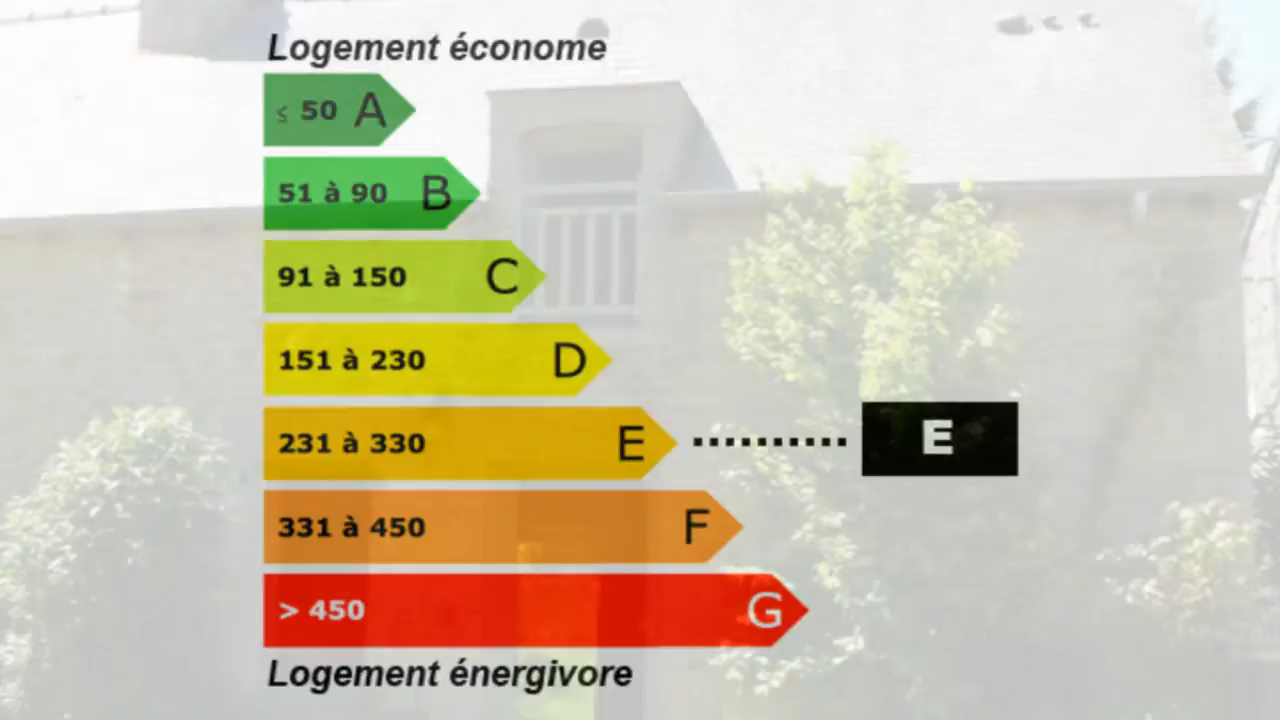 Logement économe
≤ 50 A
51 à 90 B
91 à 150 C
151 à 230 D
231 à 330 E
E
331 à 450 F
> 450 G
Logement énergivore